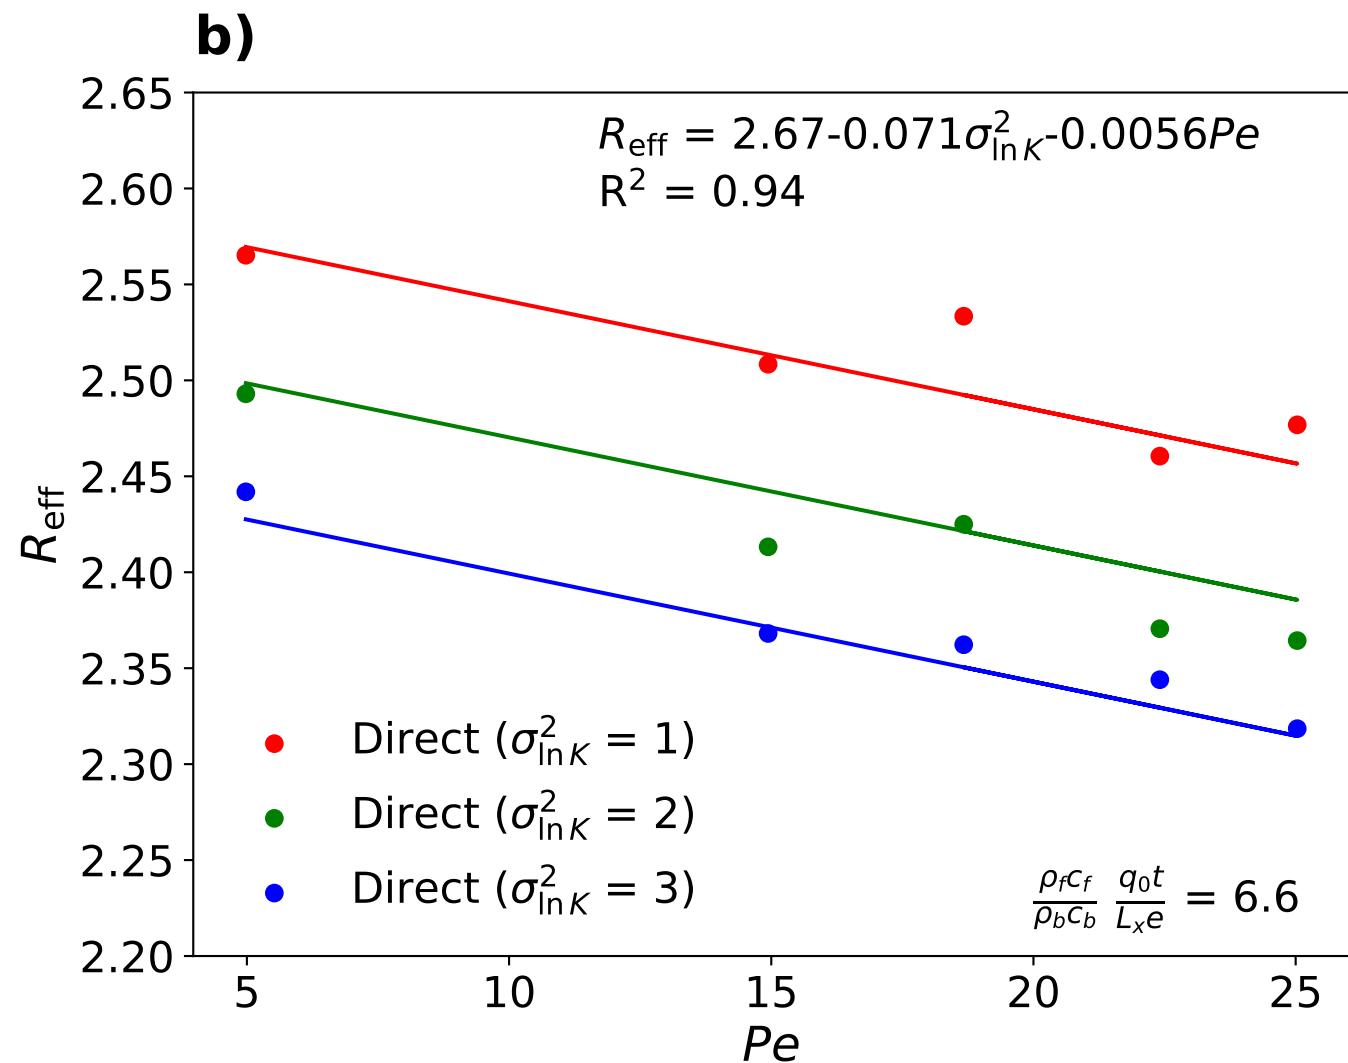 b)
2.65
2.60
2.55
2.50
2.45
2.40
2.35
2.30
2.25
2.20
R_eff
R_eff = 2.67-0.071σ²_ln K-0.0056Pe
R² = 0.94
Direct (σ²_ln K = 1)
Direct (σ²_ln K = 2)
Direct (σ²_ln K = 3)
ρ_f c_f / ρ_b c_b q₀t / L_x e = 6.6
5 10 15 20 25
Pe